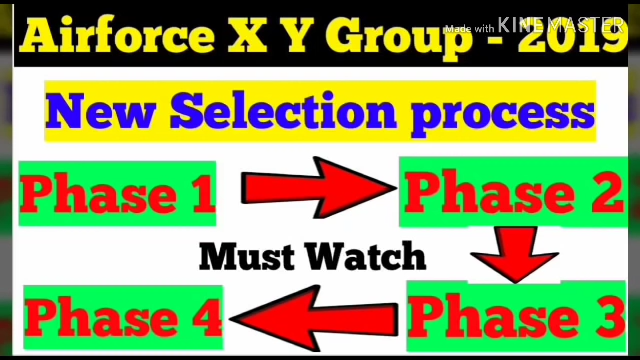 Made with KINEMASTER
Airforce X Y Group - 2019
New Selection process
Phase 1
Phase 2
Must Watch
Phase 4
Phase 3